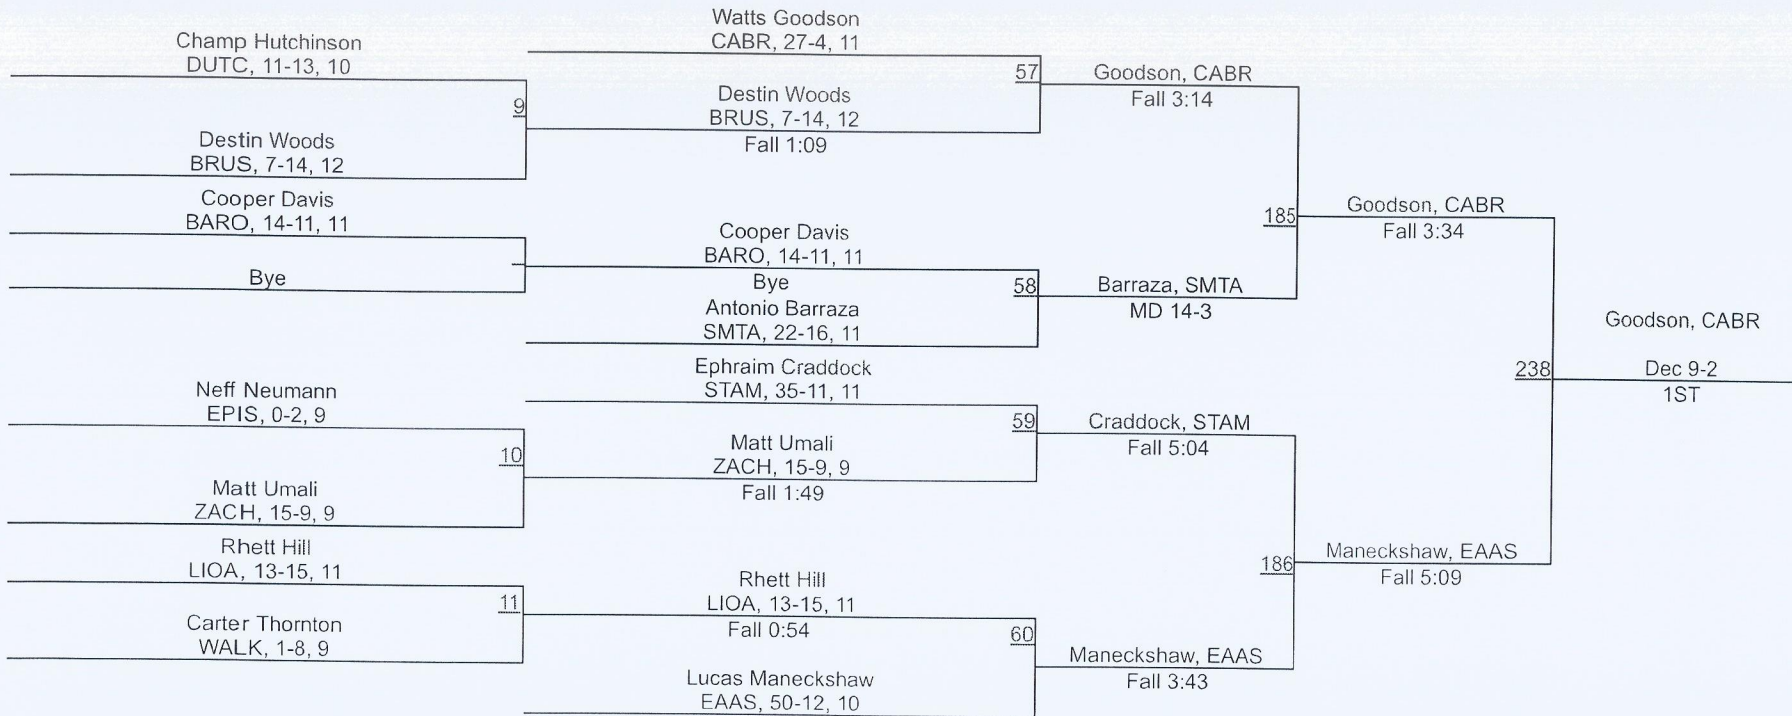 Champ Hutchinson
DUTC, 11-13, 10
9
Destin Woods
BRUS, 7-14, 12
Cooper Davis
BARO, 14-11, 11
Bye
Neff Neumann
EPIS, 0-2, 9
10
Matt Umali
ZACH, 15-9, 9
Rhett Hill
LIOA, 13-15, 11
11
Carter Thornton
WALK, 1-8, 9
Watts Goodson
CABR, 27-4, 11
57
Destin Woods
BRUS, 7-14, 12
Fall 1:09
Cooper Davis
BARO, 14-11, 11
Bye
58
Antonio Barraza
SMTA, 22-16, 11
Ephraim Craddock
STAM, 35-11, 11
59
Matt Umali
ZACH, 15-9, 9
Fall 1:49
Rhett Hill
LIOA, 13-15, 11
Fall 0:54
60
Lucas Maneckshaw
EAAS, 50-12, 10
Goodson, CABR
Fall 3:14
185
Barraza, SMTA
MD 14-3
Craddock, STAM
Fall 5:04
186
Maneckshaw, EAAS
Fall 3:43
Goodson, CABR
Fall 3:34
238
Maneckshaw, EAAS
Fall 5:09
Goodson, CABR
Dec 9-2
1ST